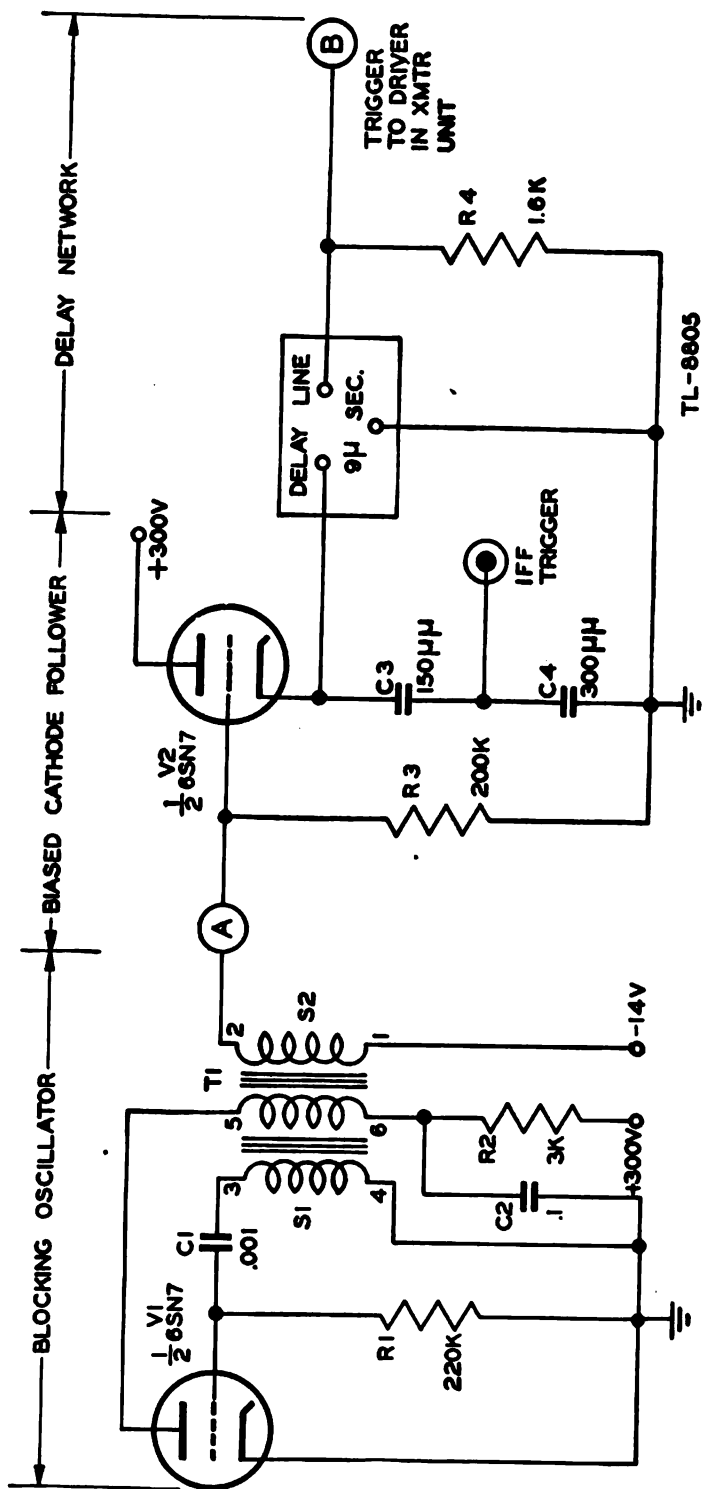 BLOCKING OSCILLATOR
BIASED CATHODE FOLLOWER
DELAY NETWORK
V1
1/2 6SN7
C1
.001
R1
220K
3
S1
4
5
T1
6
C2
.1
R2
3K
+300V
2
S2
1
-14V
A
V2
1/2 6SN7
+300V
R3
200K
C3
150µµ
C4
300µµ
IFF
TRIGGER
DELAY LINE
9µ SEC.
R4
1.6K
B
TRIGGER
TO DRIVER
IN XMTR
UNIT
TL-8805